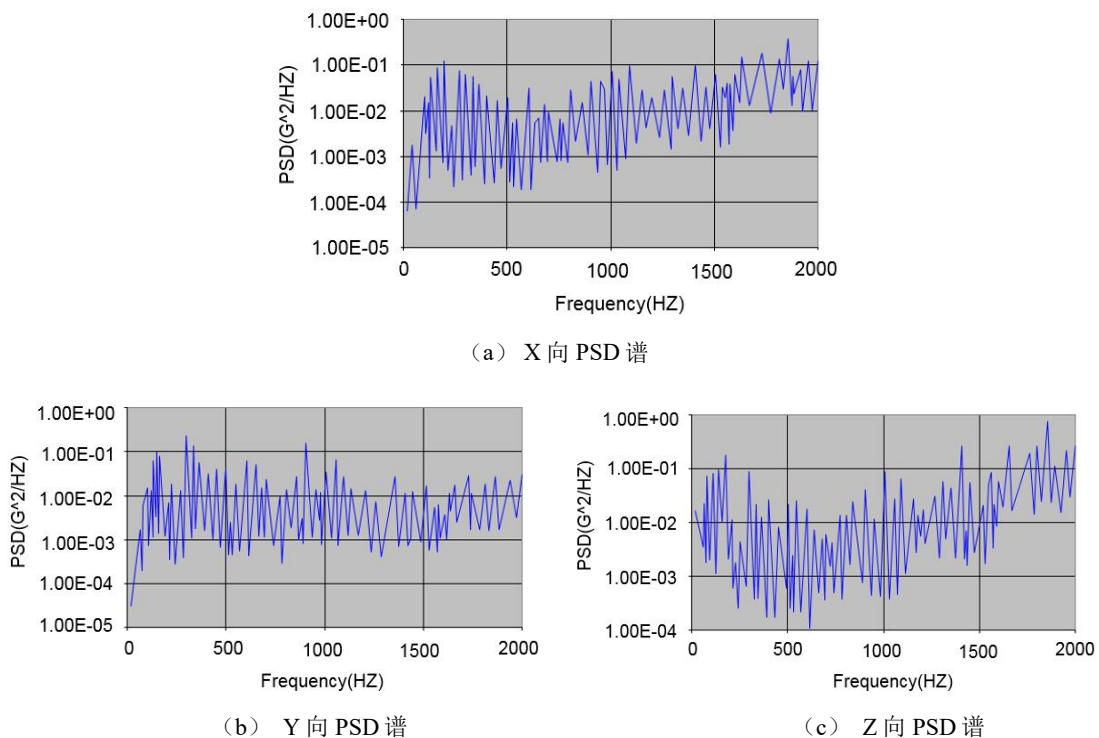 1.00E+00
1.00E-01
1.00E-02
1.00E-03
1.00E-04
1.00E-05
PSD(G^2/HZ)
0 500 1000 1500 2000
Frequency(HZ)
（a） X 向 PSD 谱
1.00E+00
1.00E-01
1.00E-02
1.00E-03
1.00E-04
1.00E-05
PSD(G^2/HZ)
0 500 1000 1500 2000
Frequency(HZ)
（b） Y 向 PSD 谱
1.00E+00
1.00E-01
1.00E-02
1.00E-03
1.00E-04
PSD(G^2/HZ)
0 500 1000 1500 2000
Frequency(HZ)
（c） Z 向 PSD 谱